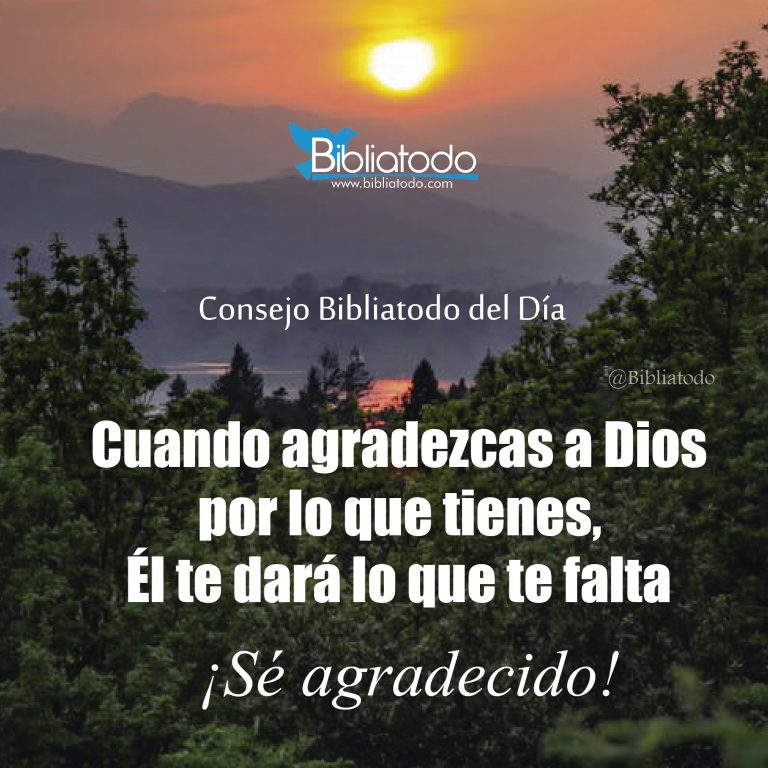 Bibliatodo
www.bibliatodo.com
Consejo Bibliatodo del Día
@Bibliatodo
Cuando agradezcas a Dios
por lo que tienes,
Él te dará lo que te falta
¡Sé agradecido!